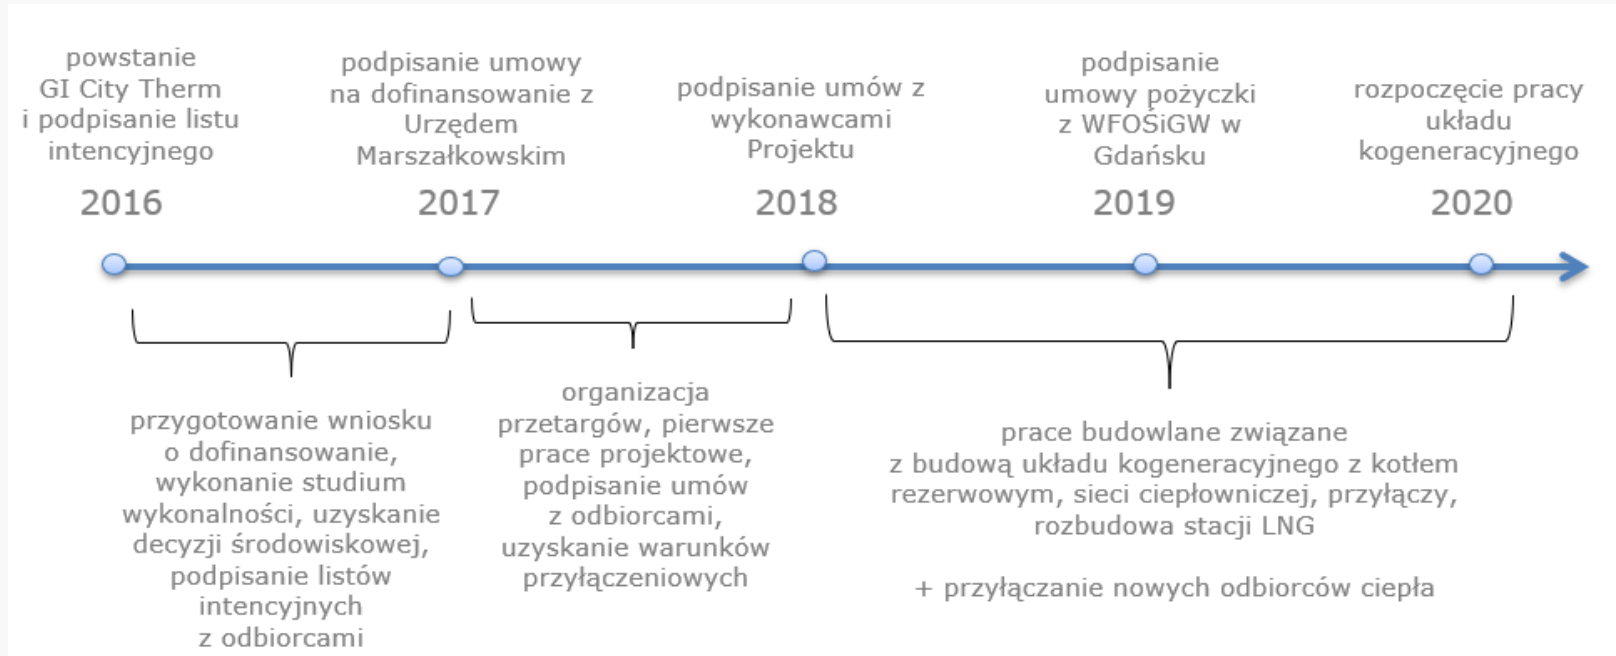 powstanie
GI City Therm
i podpisanie listu
intencyjnego
2016
podpisanie umowy
na dofinansowanie z
Urzędem
Marszałkowskim
2017
podpisanie umów z
wykonawcami
Projektu
2018
podpisanie
umowy pożyczki
z WFOŚiGW w
Gdańsku
2019
rozpoczęcie pracy
układu
kogeneracyjnego
2020
przygotowanie wniosku
o dofinansowanie,
wykonanie studium
wykonalności, uzyskanie
decyzji środowiskowej,
podpisanie listów
intencyjnych
z odbiorcami
organizacja
przetargów, pierwsze
prace projektowe,
podpisanie umów
z odbiorcami,
uzyskanie warunków
przyłączeniowych
prace budowlane związane
z budową układu kogeneracyjnego z kotłem
rezerwowym, sieci ciepłowniczej, przyłączy,
rozbudowa stacji LNG
+ przyłączanie nowych odbiorców ciepła